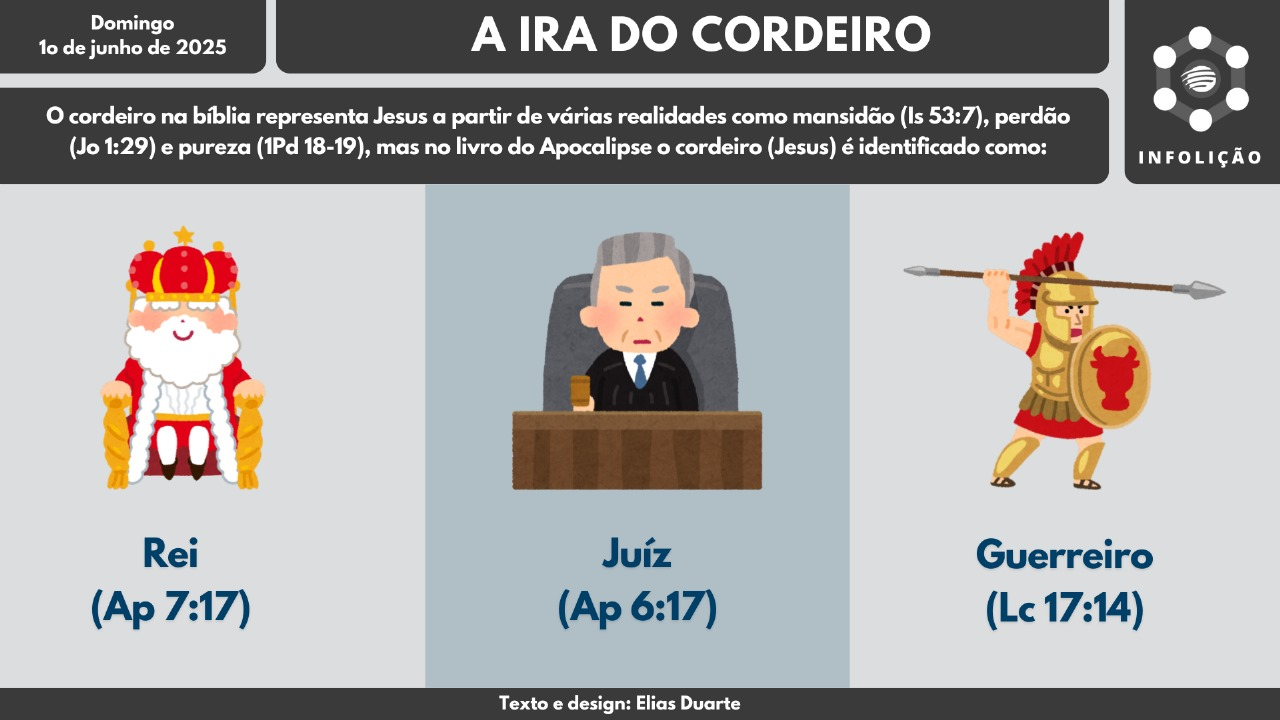 Domingo
1o de junho de 2025
A IRA DO CORDEIRO
O cordeiro na bíblia representa Jesus a partir de várias realidades como mansidão (Is 53:7), perdão
(Jo 1:29) e pureza (1Pd 18-19), mas no livro do Apocalipse o cordeiro (Jesus) é identificado como:
INFOLIÇÃO
Rei
(Ap 7:17)
Juíz
(Ap 6:17)
Guerreiro
(Lc 17:14)
Texto e design: Elias Duarte